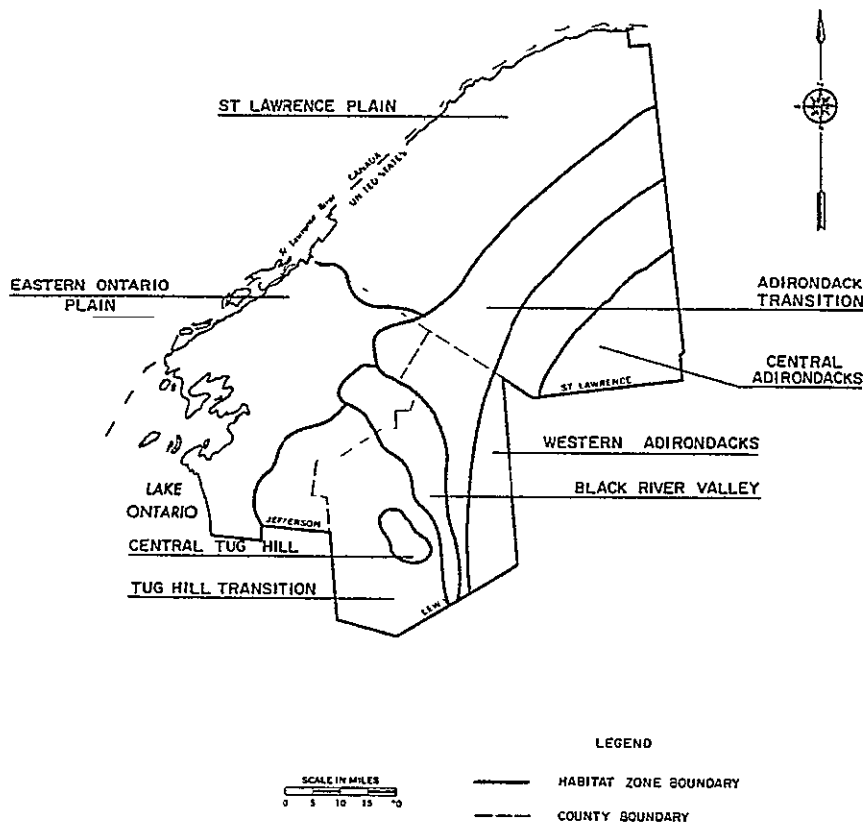 ST LAWRENCE PLAIN
CANADA
UNITED STATES
St Lawrence River
EASTERN ONTARIO
PLAIN
ADIRONDACK
TRANSITION
CENTRAL
ADIRONDACKS
ST LAWRENCE
WESTERN ADIRONDACKS
BLACK RIVER VALLEY
LAKE
ONTARIO
JEFFERSON
CENTRAL TUG HILL
TUG HILL TRANSITION
LEGEND
SCALE IN MILES
0 5 10 15
HABITAT ZONE BOUNDARY
COUNTY BOUNDARY